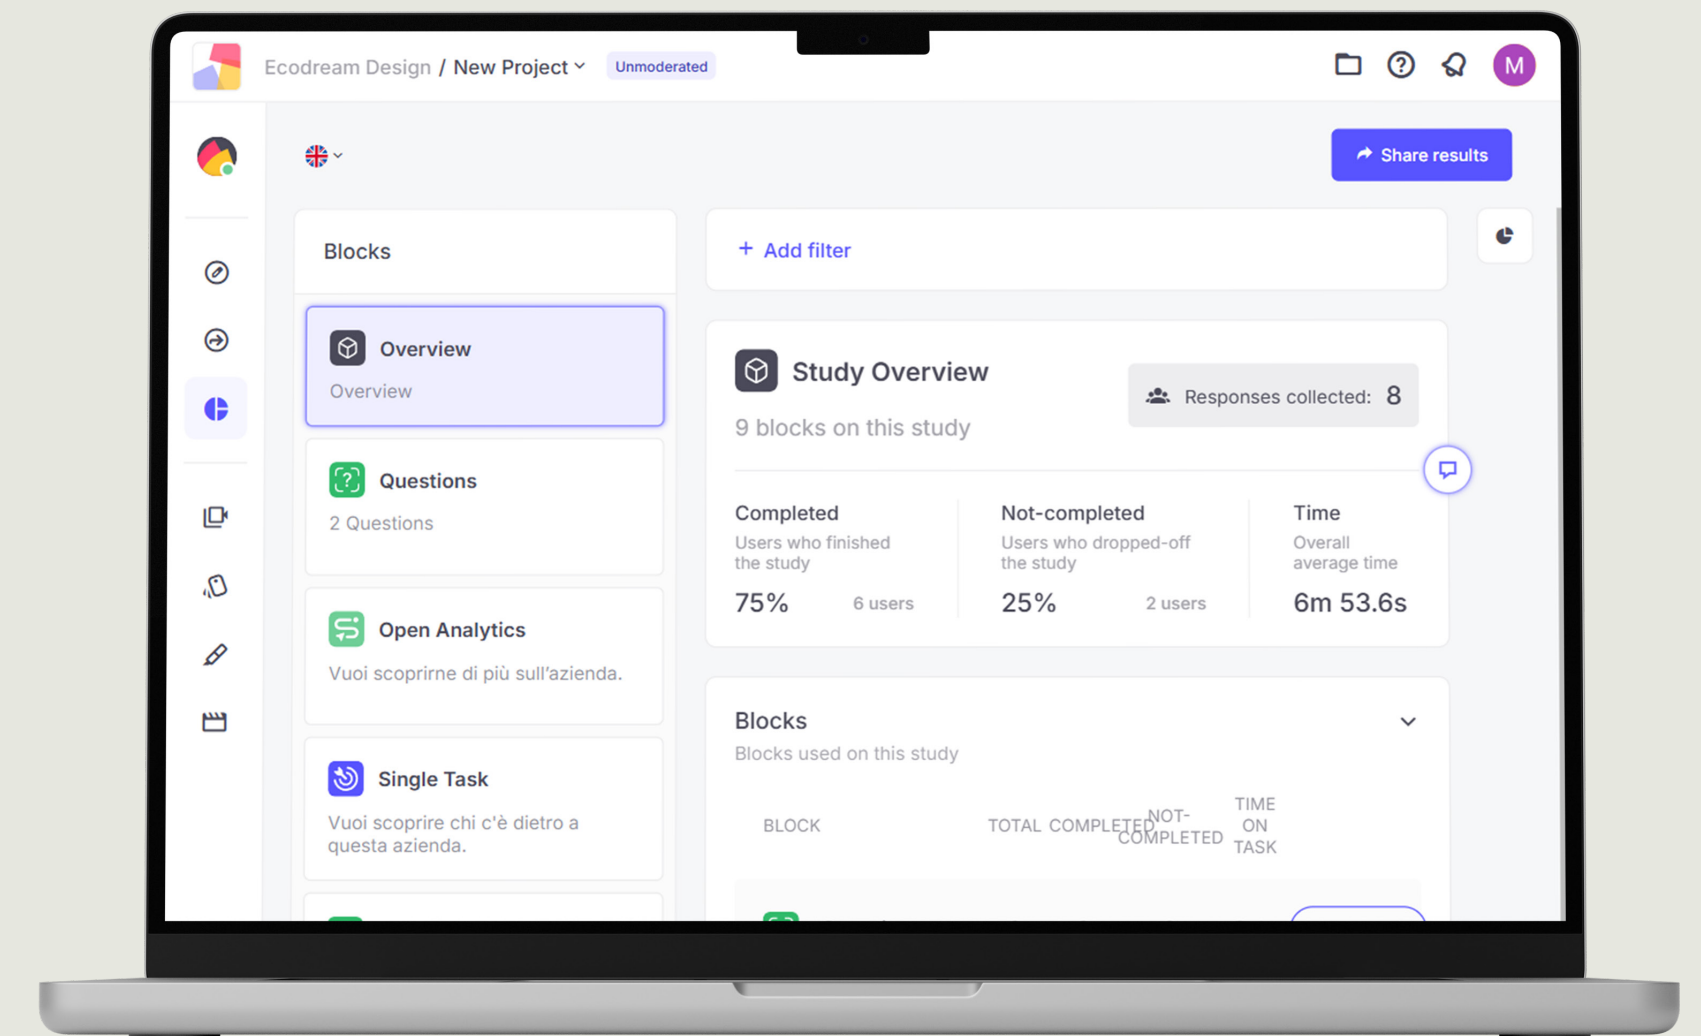 Ecodream Design / New Project
Unmoderated
M
Share results
Blocks
Overview
Overview
Questions
2 Questions
Open Analytics
Vuoi scoprirne di più sull'azienda.
Single Task
Vuoi scoprire chi c'è dietro a
questa azienda.
+ Add filter
Study Overview
Responses collected: 8
9 blocks on this study
Completed
Users who finished
the study
75%
6 users
Not-completed
Users who dropped-off
the study
25%
2 users
Time
Overall
average time
6m 53.6s
Blocks
Blocks used on this study
BLOCK
TOTAL
COMPLETED
NOT-
COMPLETED
TIME
ON
TASK